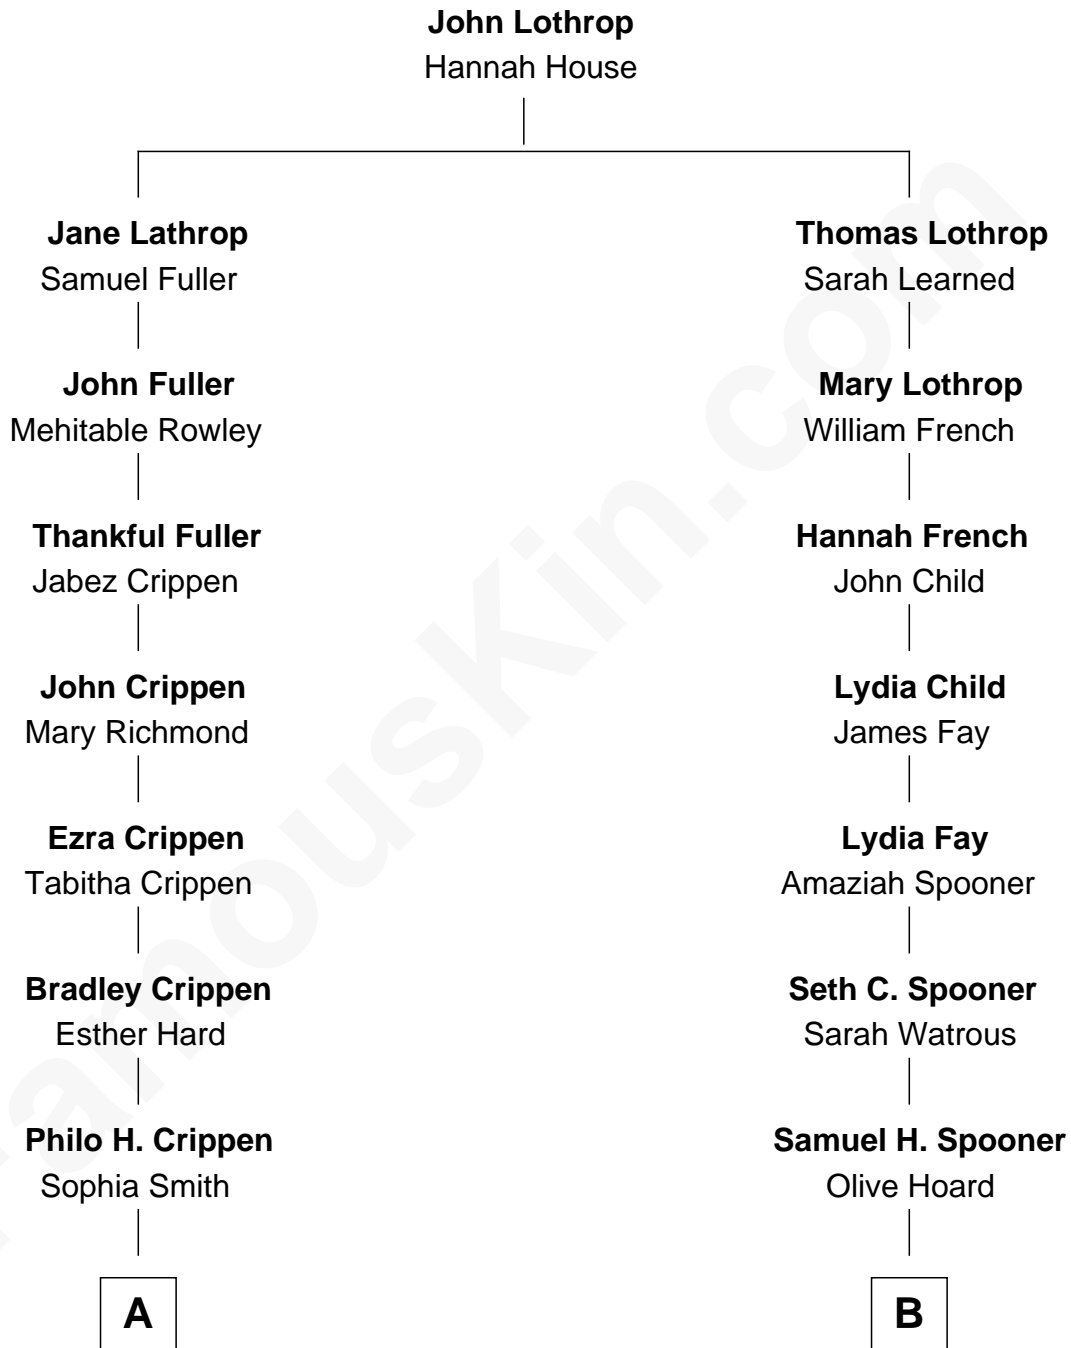 John Lothrop
Hannah House
Jane Lathrop
Samuel Fuller
Thomas Lothrop
Sarah Learned
John Fuller
Mehitable Rowley
Mary Lothrop
William French
Thankful Fuller
Jabez Crippen
Hannah French
John Child
John Crippen
Mary Richmond
Lydia Child
James Fay
Ezra Crippen
Tabitha Crippen
Lydia Fay
Amaziah Spooner
Bradley Crippen
Esther Hard
Seth C. Spooner
Sarah Watrous
Philo H. Crippen
Sophia Smith
Samuel H. Spooner
Olive Hoard
A
B
FamousKin.com